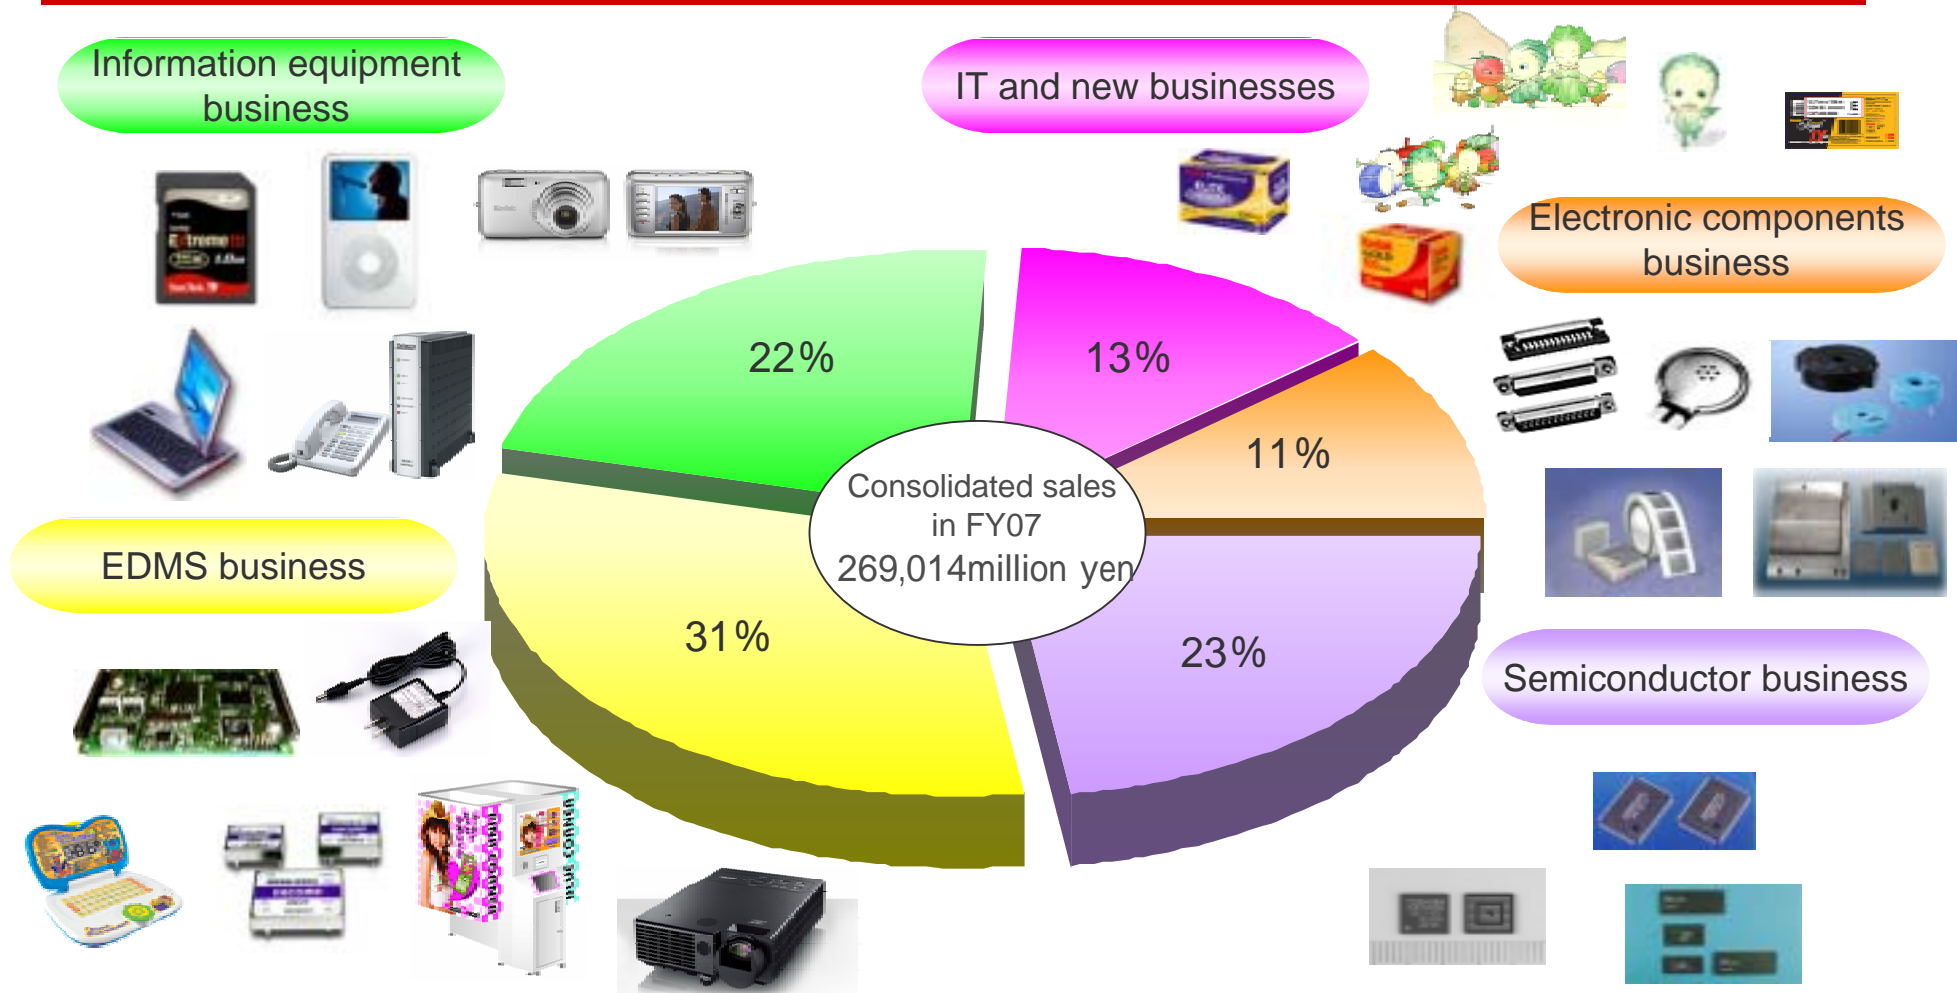 Information equipment
business
IT and new businesses
Electronic components
business
22%
13%
11%
Consolidated sales
in FY07
269,014million yen
EDMS business
31%
23%
Semiconductor business